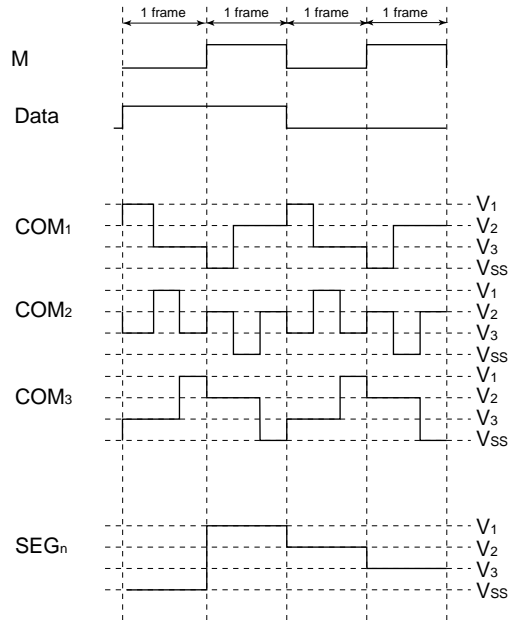 1 frame 1 frame 1 frame 1 frame
M
Data
COM1
V1
V2
V3
VSS
COM2
V1
V2
V3
VSS
COM3
V1
V2
V3
VSS
SEGn
V1
V2
V3
VSS